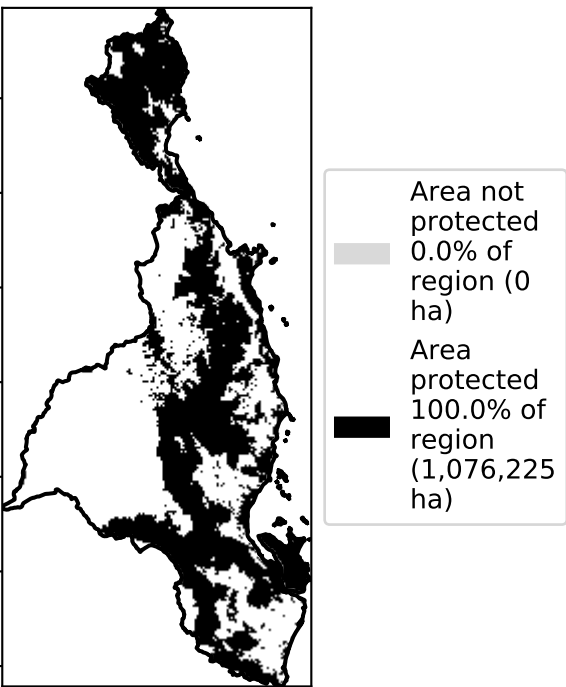 Area not
protected
0.0% of
region (0
ha)
Area
protected
100.0% of
region
(1,076,225
ha)